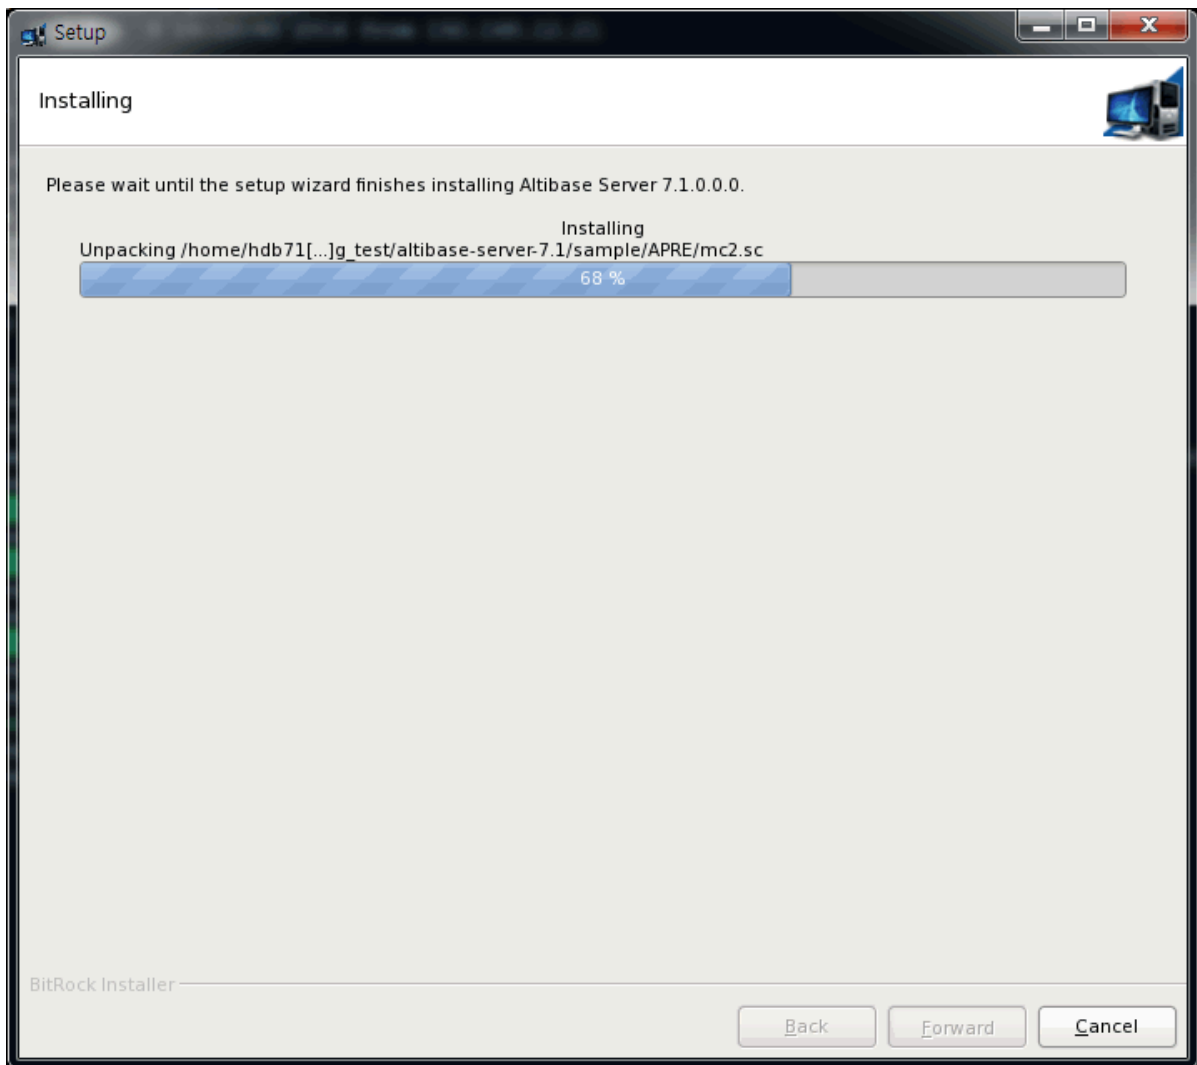 Setup
Installing
Please wait until the setup wizard finishes installing Altibase Server 7.1.0.0.0.
Installing
Unpacking /home/hdb71[...]g_test/altibase-server-7.1/sample/APRE/mc2.sc
68 %
BitRock Installer
Back
Forward
Cancel